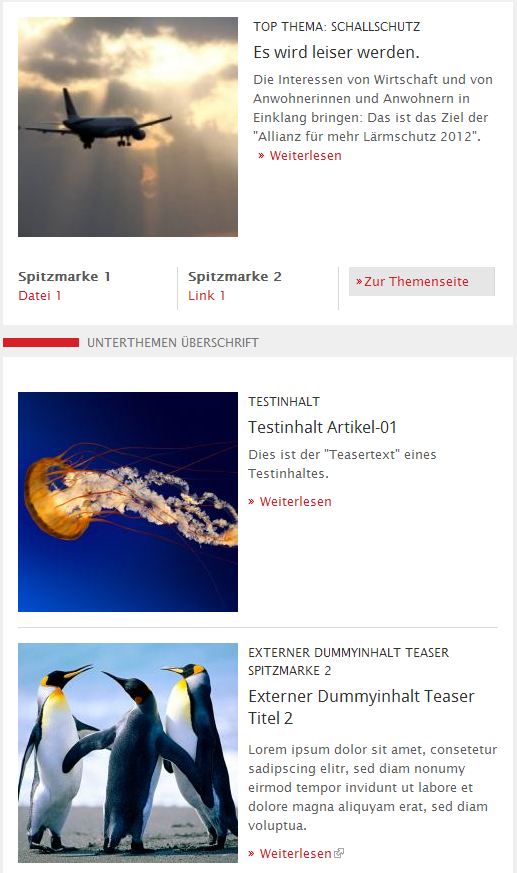 TOP THEMA: SCHALLSCHUTZ
Es wird leiser werden.
Die Interessen von Wirtschaft und von
Anwohnerinnen und Anwohnern in
Einklang bringen: Das ist das Ziel der
"Allianz für mehr Lärmschutz 2012".
» Weiterlesen
Spitzmarke 1
Datei 1
Spitzmarke 2
Link 1
»Zur Themenseite
UNTERTHEMEN ÜBERSCHRIFT
TESTINHALT
Testinhalt Artikel-01
Dies ist der "Teasertext" eines
Testinhaltes.
» Weiterlesen
EXTERNER DUMMYINHALT TEASER
SPITZMARKE 2
Externer Dummyinhalt Teaser
Titel 2
Lorem ipsum dolor sit amet, consetetur
sadipscing elitr, sed diam nonumy
eirmod tempor invidunt ut labore et
dolore magna aliquyam erat, sed diam
voluptua.
» Weiterlesen